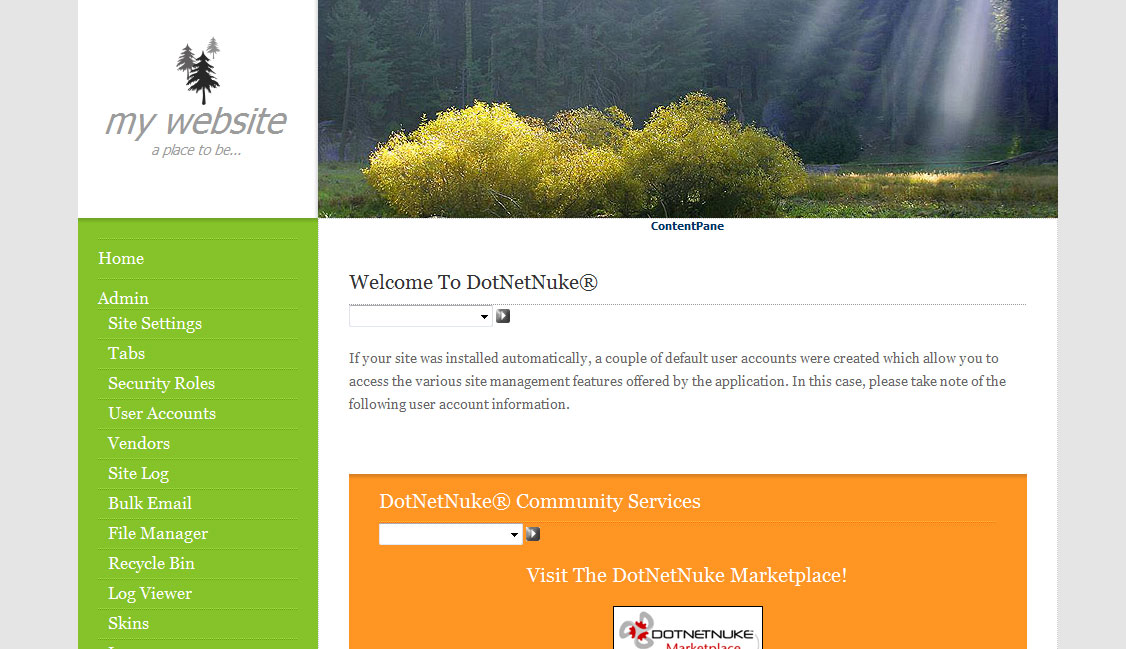 my website
a place to be...
ContentPane
Home
Admin
Site Settings
Tabs
Security Roles
User Accounts
Vendors
Site Log
Bulk Email
File Manager
Recycle Bin
Log Viewer
Skins
Welcome To DotNetNuke®
If your site was installed automatically, a couple of default user accounts were created which allow you to
access the various site management features offered by the application. In this case, please take note of the
following user account information.
DotNetNuke® Community Services
Visit The DotNetNuke Marketplace!
DOTNETNUKE
Marketplace